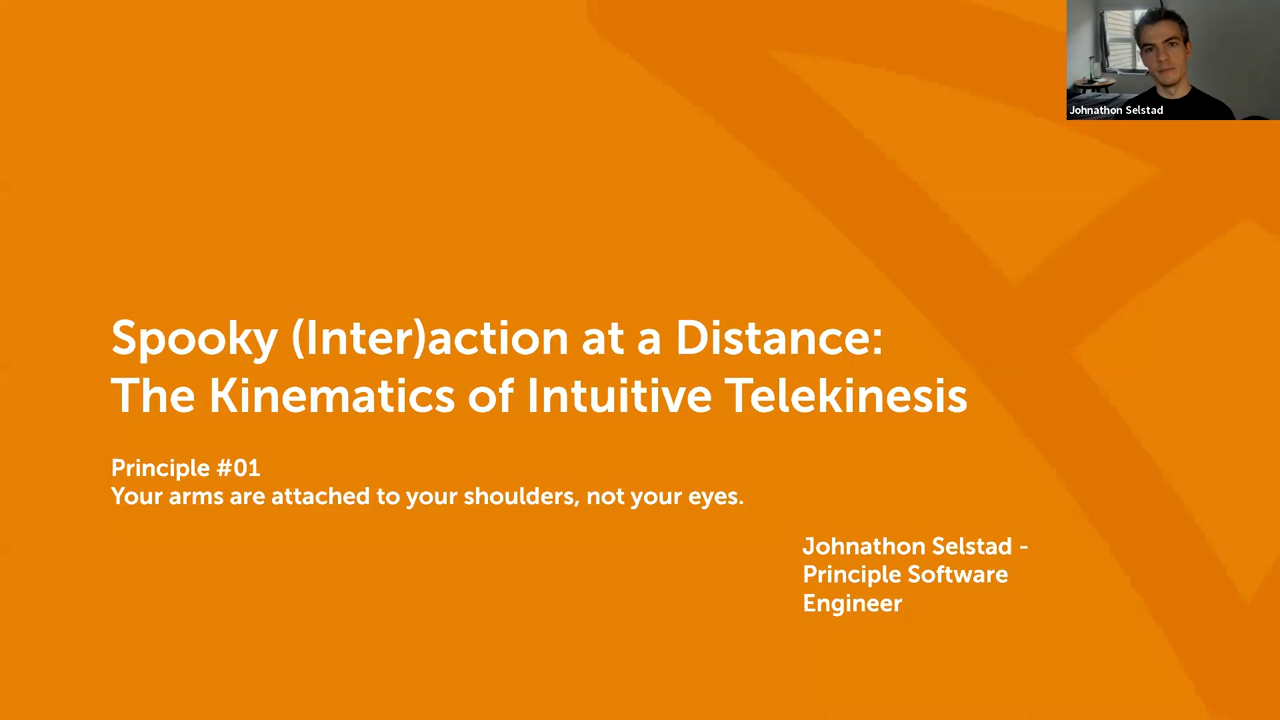 Johnathon Selstad
Spooky (Inter)action at a Distance:
The Kinematics of Intuitive Telekinesis
Principle #01
Your arms are attached to your shoulders, not your eyes.
Johnathon Selstad -
Principle Software
Engineer